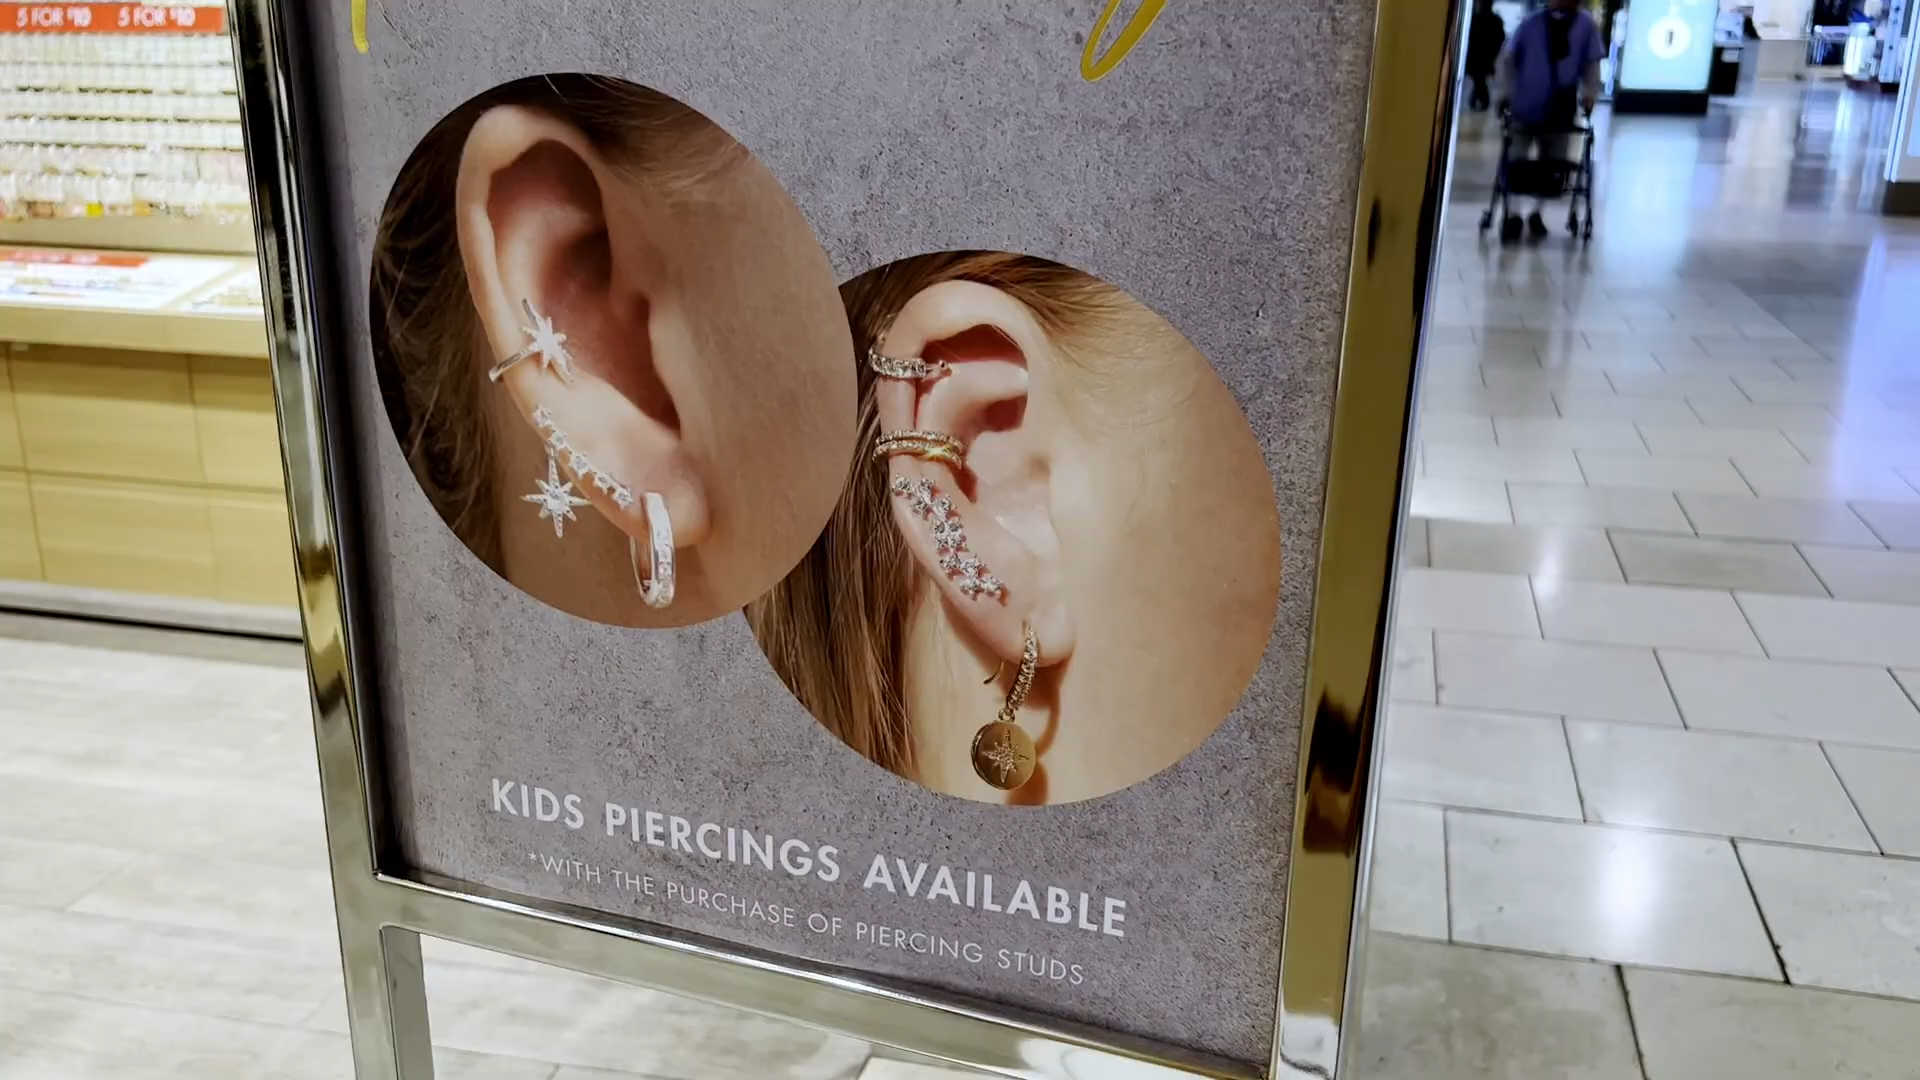 5 FOR $10 5 FOR $10
KIDS PIERCINGS AVAILABLE
*WITH THE PURCHASE OF PIERCING STUDS